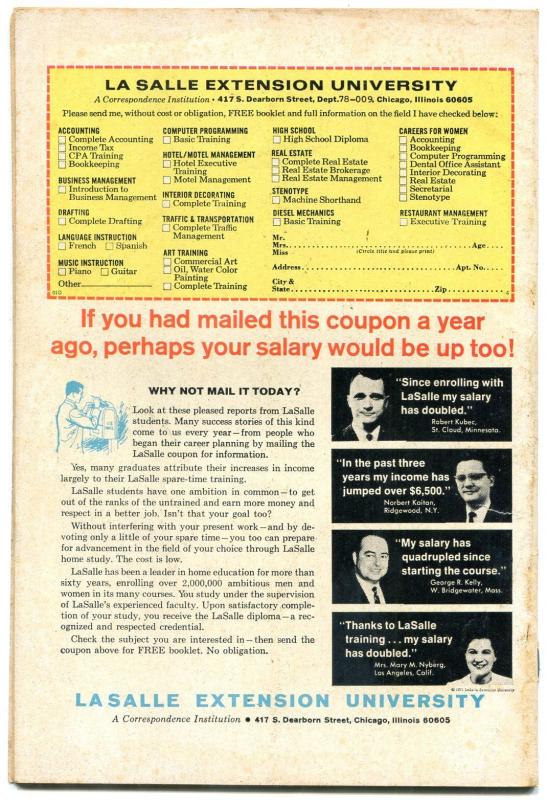 LA SALLE EXTENSION UNIVERSITY
A Correspondence Institution • 417 S. Dearborn Street, Dept. 78-009, Chicago, Illinois 60605
Please send me, without cost or obligation, FREE booklet and full information on the field I have checked below:
ACCOUNTING
Complete Accounting
Income Tax
CPA Training
Bookkeeping
BUSINESS MANAGEMENT
Introduction to
Business Management
DRAFTING
Complete Drafting
LANGUAGE INSTRUCTION
French Spanish
MUSIC INSTRUCTION
Piano Guitar
Other
610
COMPUTER PROGRAMMING
Basic Training
HOTEL/MOTEL MANAGEMENT
Hotel Executive
Training
Motel Management
INTERIOR DECORATING
Complete Training
TRAFFIC & TRANSPORTATION
Complete Traffic
Management
ART TRAINING
Commercial Art
Oil, Water Color
Painting
Complete Training
HIGH SCHOOL
High School Diploma
REAL ESTATE
Complete Real Estate
Real Estate Brokerage
Real Estate Management
STENOTYPE
Machine Shorthand
DIESEL MECHANICS
Basic Training
CAREERS FOR WOMEN
Accounting
Bookkeeping
Computer Programming
Dental Office Assistant
Interior Decorating
Real Estate
Secretarial
Stenotype
RESTAURANT MANAGEMENT
Executive Training
Mr.
Mrs. Age
Miss (Circle title and please print)
Address Apt. No.
City &
State Zip
If you had mailed this coupon a year
ago, perhaps your salary would be up too!
WHY NOT MAIL IT TODAY?
Look at these pleased reports from LaSalle
students. Many success stories of this kind
come to us every year—from people who
began their career planning by mailing the
LaSalle coupon for information.
Yes, many graduates attribute their increases in income
largely to their LaSalle spare-time training.
LaSalle students have one ambition in common—to get
out of the ranks of the untrained and earn more money and
respect in a better job. Isn't that your goal too?
Without interfering with your present work—and by de-
voting only a little of your spare time—you too can prepare
for advancement in the field of your choice through LaSalle
home study. The cost is low.
LaSalle has been a leader in home education for more than
sixty years, enrolling over 2,000,000 ambitious men and
women in its many courses. You study under the supervision
of LaSalle's experienced faculty. Upon satisfactory comple-
tion of your study, you receive the LaSalle diploma—a rec-
ognized and respected credential.
Check the subject you are interested in—then send the
coupon above for FREE booklet. No obligation.
"Since enrolling with
LaSalle my salary
has doubled."
Robert Kubec,
St. Cloud, Minnesota.
"In the past three
years my income has
jumped over $6,500."
Norbert Kaitan,
Ridgewood, N.Y.
"My salary has
quadrupled since
starting the course."
George R. Kelly,
W. Bridgewater, Mass.
"Thanks to LaSalle
training . . . my salary
has doubled."
Mrs. Mary M. Nyberg,
Los Angeles, Calif.
© 1971 LaSalle Extension University
LA SALLE EXTENSION UNIVERSITY
A Correspondence Institution • 417 S. Dearborn Street, Chicago, Illinois 60605